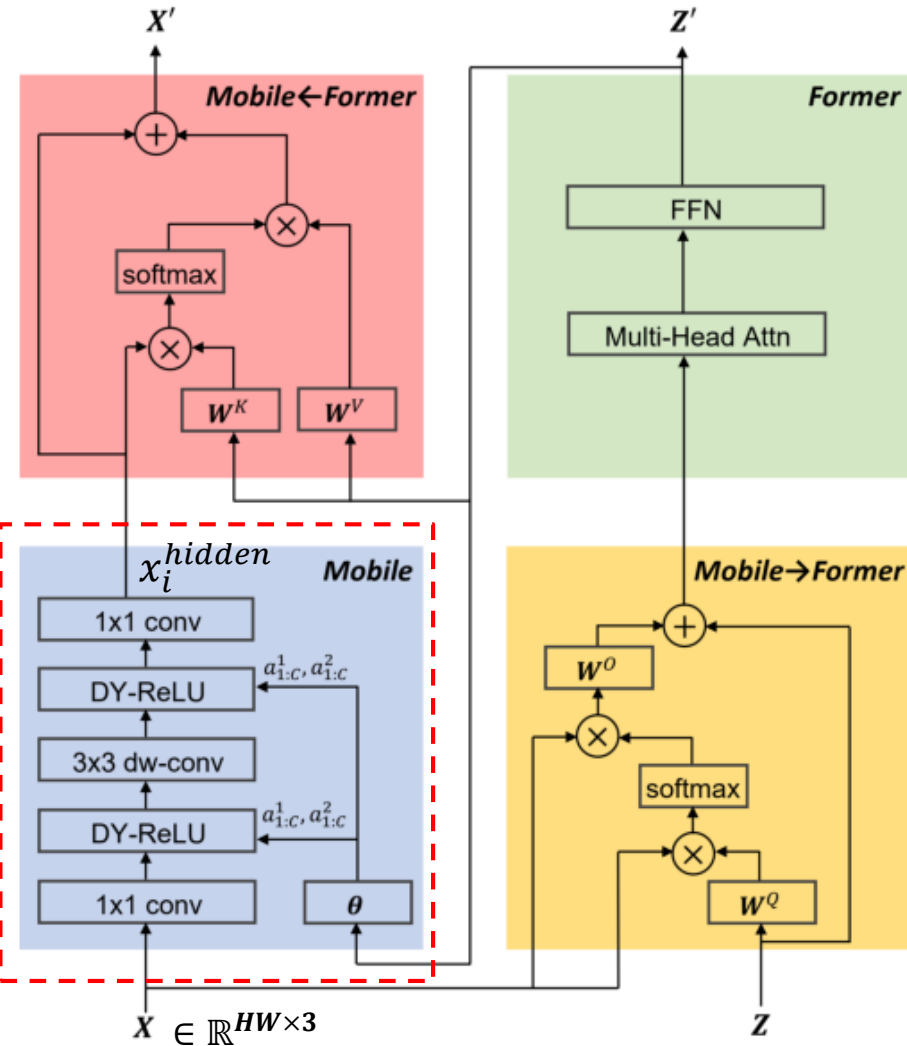 X′
Z′
Mobile←Former
+
×
softmax
×
W^K
W^V
Former
FFN
Multi-Head Attn
x_i^{hidden}
Mobile
1x1 conv
a^1_{1:C}, a^2_{1:C}
DY-ReLU
3x3 dw-conv
a^1_{1:C}, a^2_{1:C}
DY-ReLU
1x1 conv
θ
Mobile→Former
+
W^O
×
softmax
×
W^Q
X ∈ ℝ^{HW×3}
Z